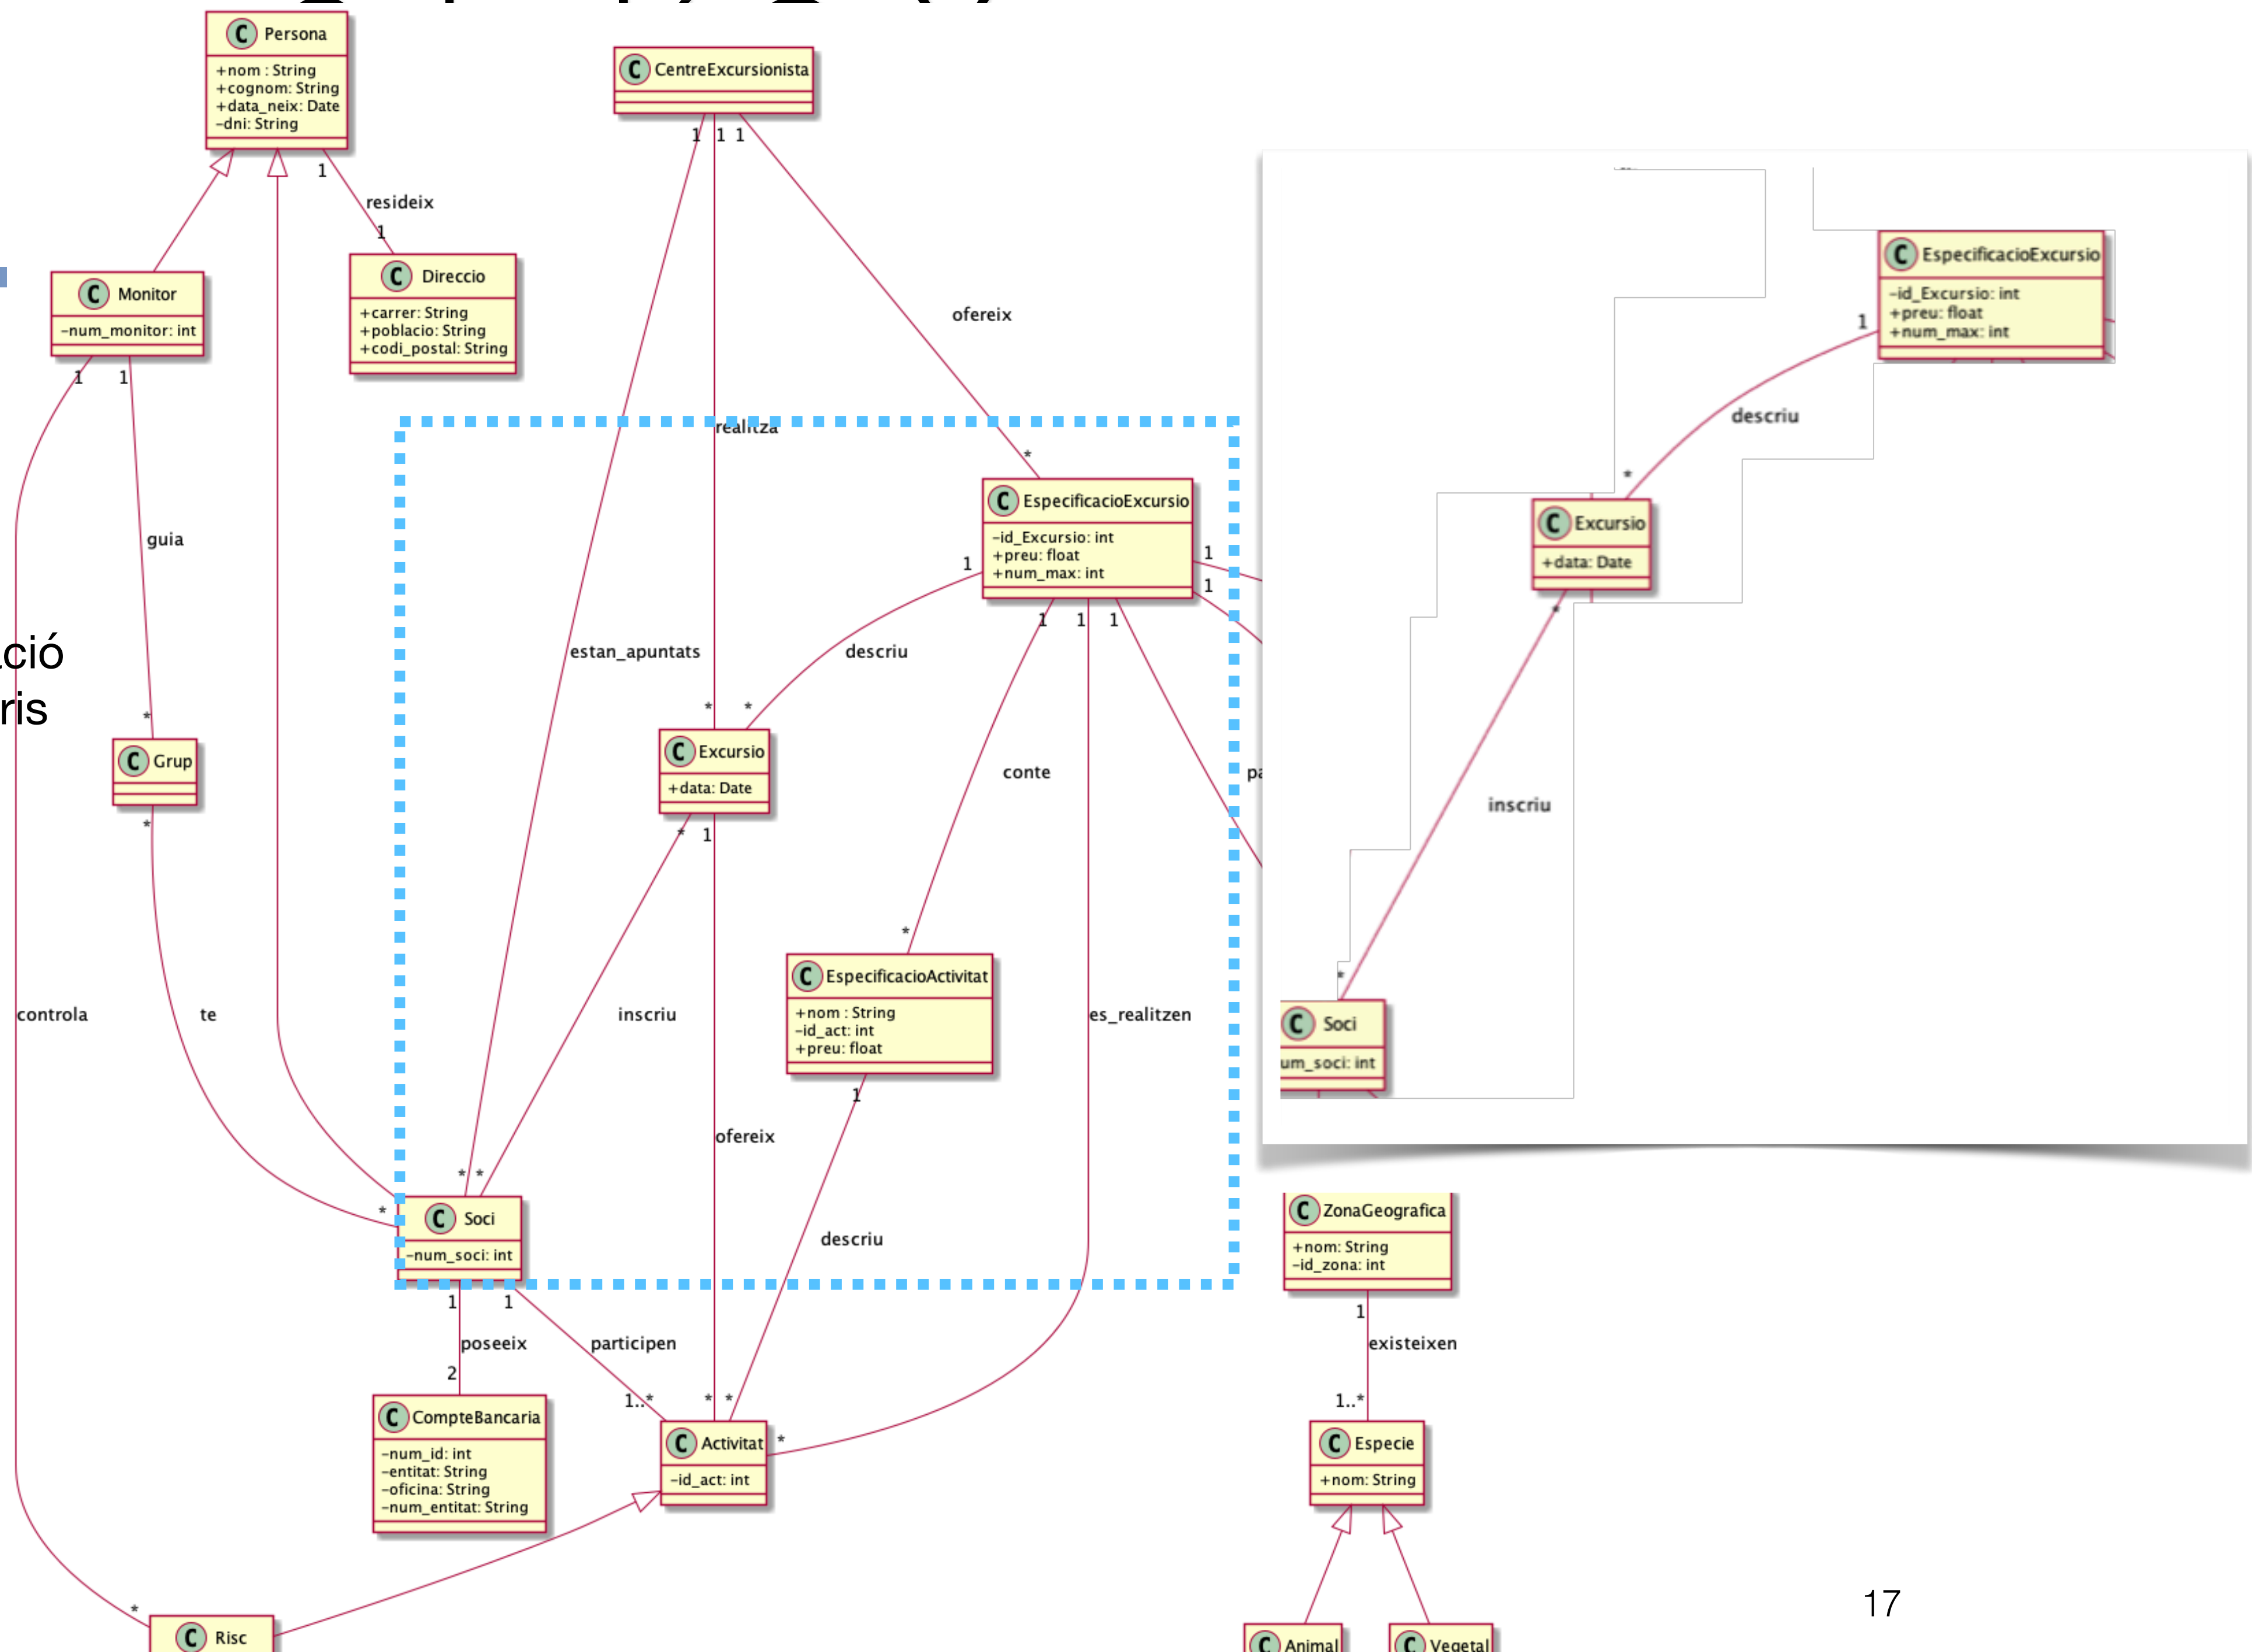 C Persona
+nom : String
+cognom: String
+data_neix: Date
-dni: String
C CentreExcursionista
1
1 1 1
resideix
1
C Monitor
-num_monitor: int
C Direccio
+carrer: String
+poblacio: String
+codi_postal: String
ofereix
1 1
realitza
*
C EspecificacioExcursio
-id_Excursio: int
+preu: float
+num_max: int
1
1
1
1 1 1
guia
estan_apuntats
descriu
ció
ris
*
* *
C Grup
*
C Excursio
+data: Date
* 1
conte
*
C EspecificacioActivitat
+nom : String
-id_act: int
+preu: float
1
controla
te
inscriu
es_realitzen
ofereix
* *
*
C Soci
-num_soci: int
descriu
1 1
poseeix
participen
2
1..*
* *
C CompteBancaria
-num_id: int
-entitat: String
-oficina: String
-num_entitat: String
C Activitat
-id_act: int
*
*
C Risc
C EspecificacioExcursio
-id_Excursio: int
+preu: float
+num_max: int
1
descriu
*
C Excursio
+data: Date
*
inscriu
*
C Soci
um_soci: int
C ZonaGeografica
+nom: String
-id_zona: int
1
existeixen
1..*
C Especie
+nom: String
C Animal
C Vegetal
17